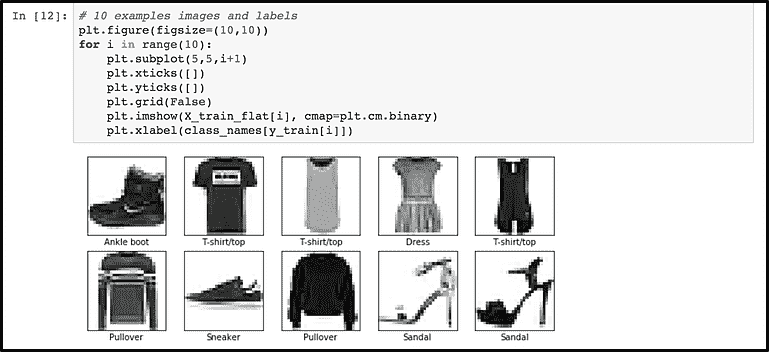 In [12]: # 10 examples images and labels
plt.figure(figsize=(10,10))
for i in range(10):
    plt.subplot(5,5,i+1)
    plt.xticks([])
    plt.yticks([])
    plt.grid(False)
    plt.imshow(X_train_flat[i], cmap=plt.cm.binary)
    plt.xlabel(class_names[y_train[i]])
Ankle boot T-shirt/top T-shirt/top Dress T-shirt/top
Pullover Sneaker Pullover Sandal Sandal